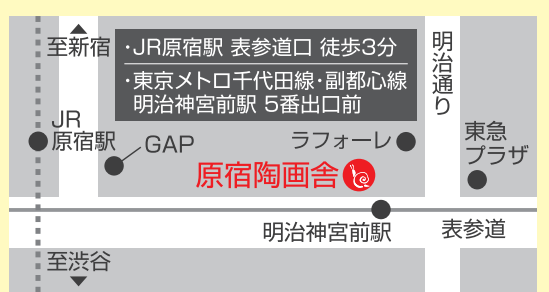 至新宿
・JR原宿駅 表参道口 徒歩3分
・東京メトロ千代田線・副都心線
明治神宮前駅 5番出口前
明治通り
JR
原宿駅
GAP
ラフォーレ
東急
プラザ
原宿陶画舎
明治神宮前駅
表参道
至渋谷